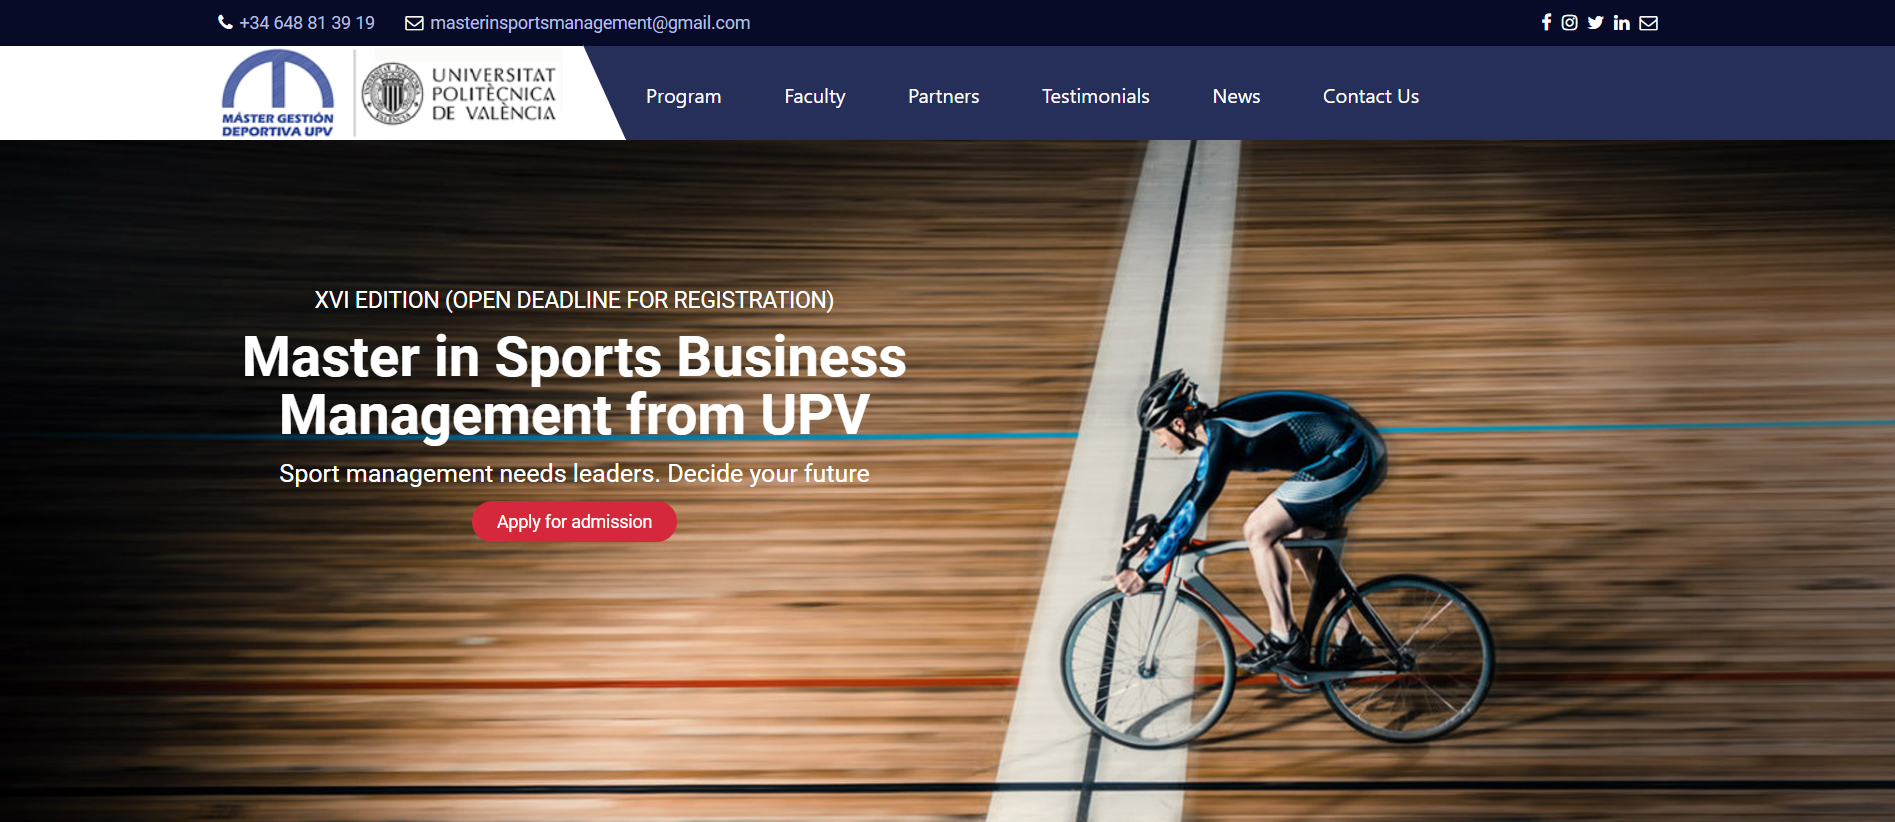 +34 648 81 39 19
masterinsportsmanagement@gmail.com
MÁSTER GESTIÓN
DEPORTIVA UPV
UNIVERSITAT
POLITÈCNICA
DE VALÈNCIA
Program
Faculty
Partners
Testimonials
News
Contact Us
XVI EDITION (OPEN DEADLINE FOR REGISTRATION)
Master in Sports Business
Management from UPV
Sport management needs leaders. Decide your future
Apply for admission